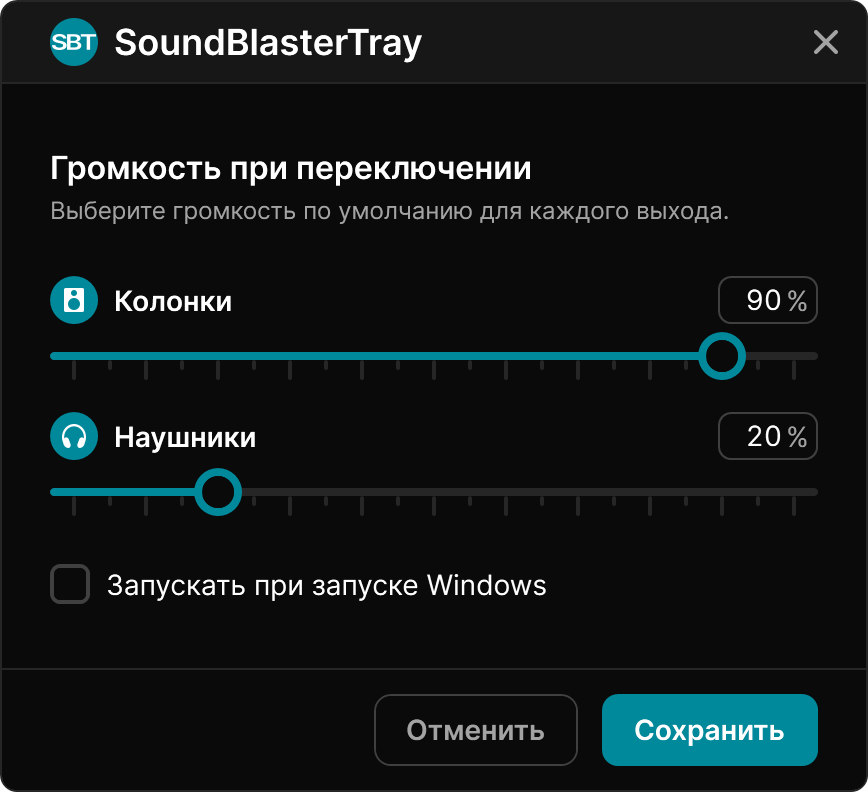 SBT SoundBlasterTray
Громкость при переключении
Выберите громкость по умолчанию для каждого выхода.
Колонки 90 %
Наушники 20 %
Запускать при запуске Windows
Отменить Сохранить